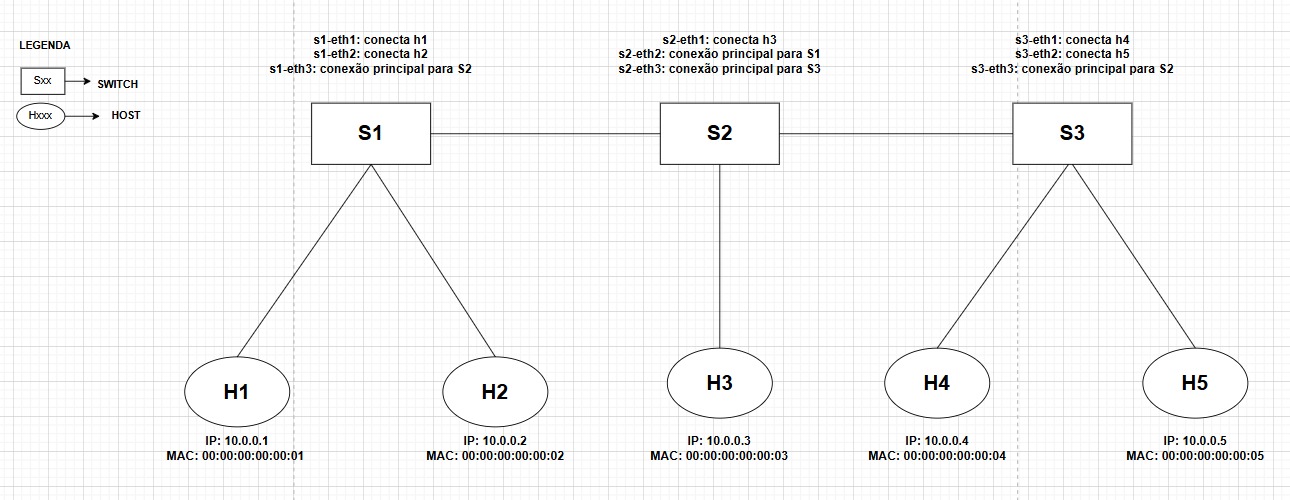 LEGENDA
Sxx
SWITCH
Hxxx
HOST
s1-eth1: conecta h1
s1-eth2: conecta h2
s1-eth3: conexão principal para S2
s2-eth1: conecta h3
s2-eth2: conexão principal para S1
s2-eth3: conexão principal para S3
s3-eth1: conecta h4
s3-eth2: conecta h5
s3-eth3: conexão principal para S2
S1
S2
S3
H1
H2
H3
H4
H5
IP: 10.0.0.1
MAC: 00:00:00:00:00:01
IP: 10.0.0.2
MAC: 00:00:00:00:00:02
IP: 10.0.0.3
MAC: 00:00:00:00:00:03
IP: 10.0.0.4
MAC: 00:00:00:00:00:04
IP: 10.0.0.5
MAC: 00:00:00:00:00:05